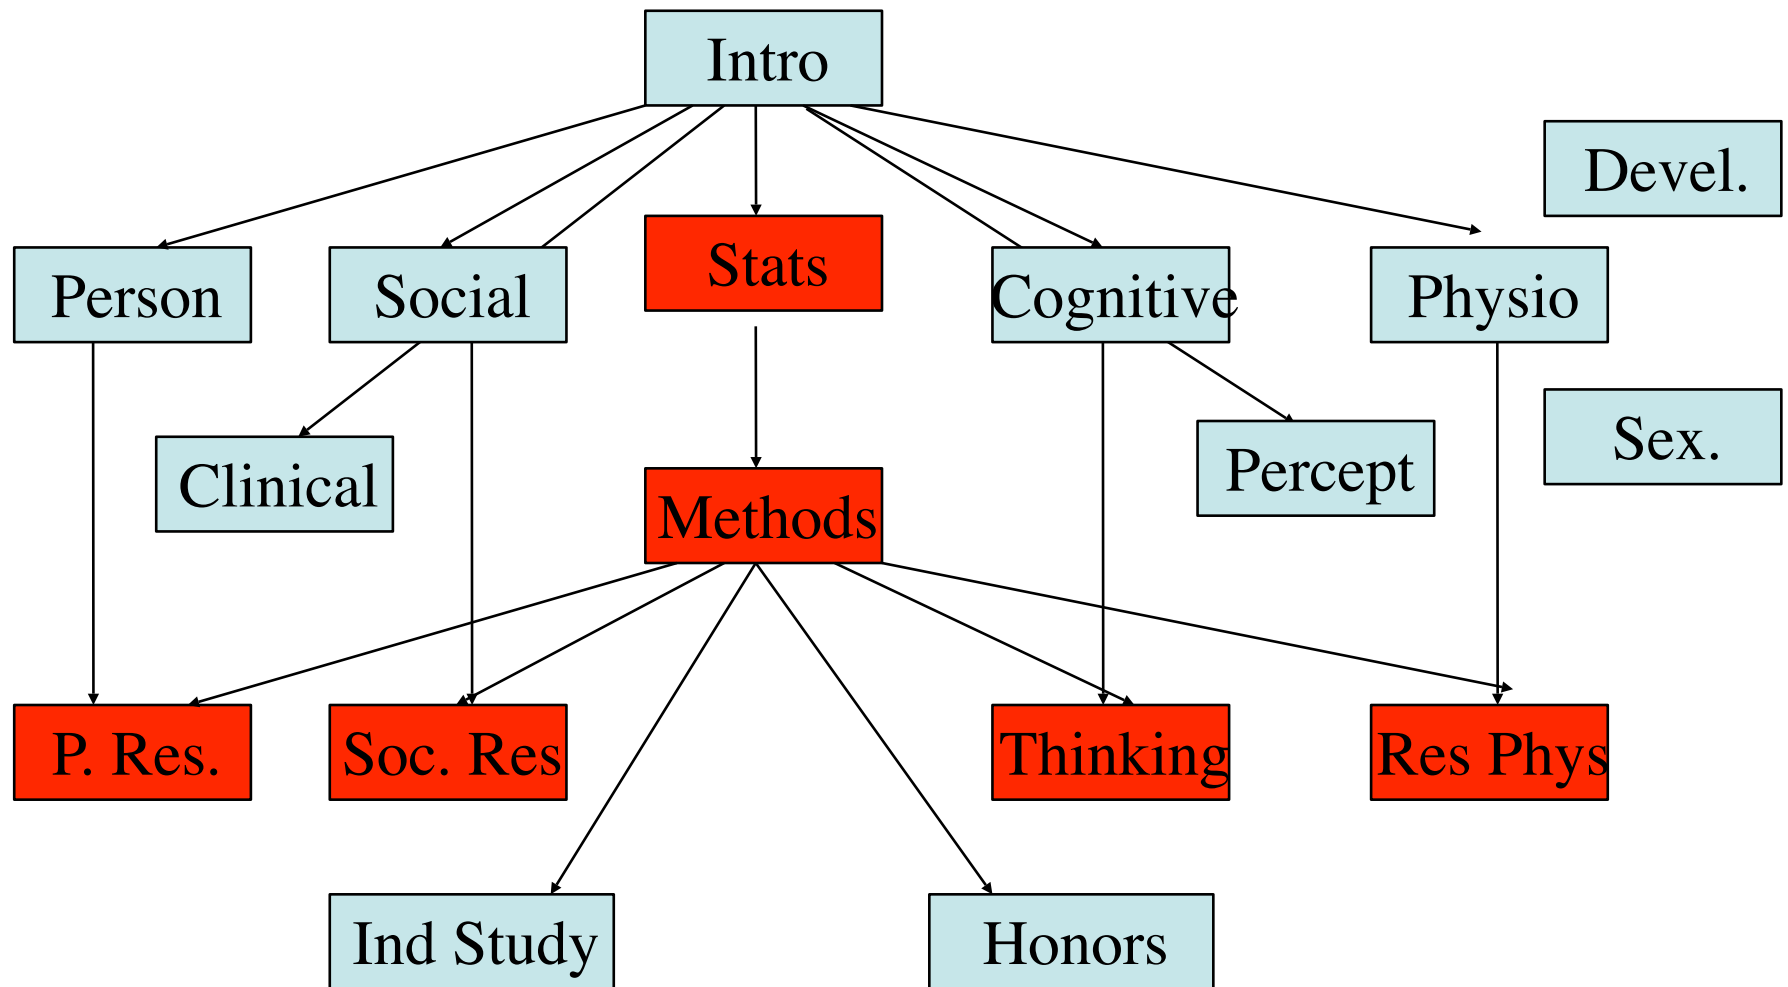 Intro
Devel.
Person
Social
Stats
Cognitive
Physio
Clinical
Methods
Percept
Sex.
P. Res.
Soc. Res
Thinking
Res Phys
Ind Study
Honors